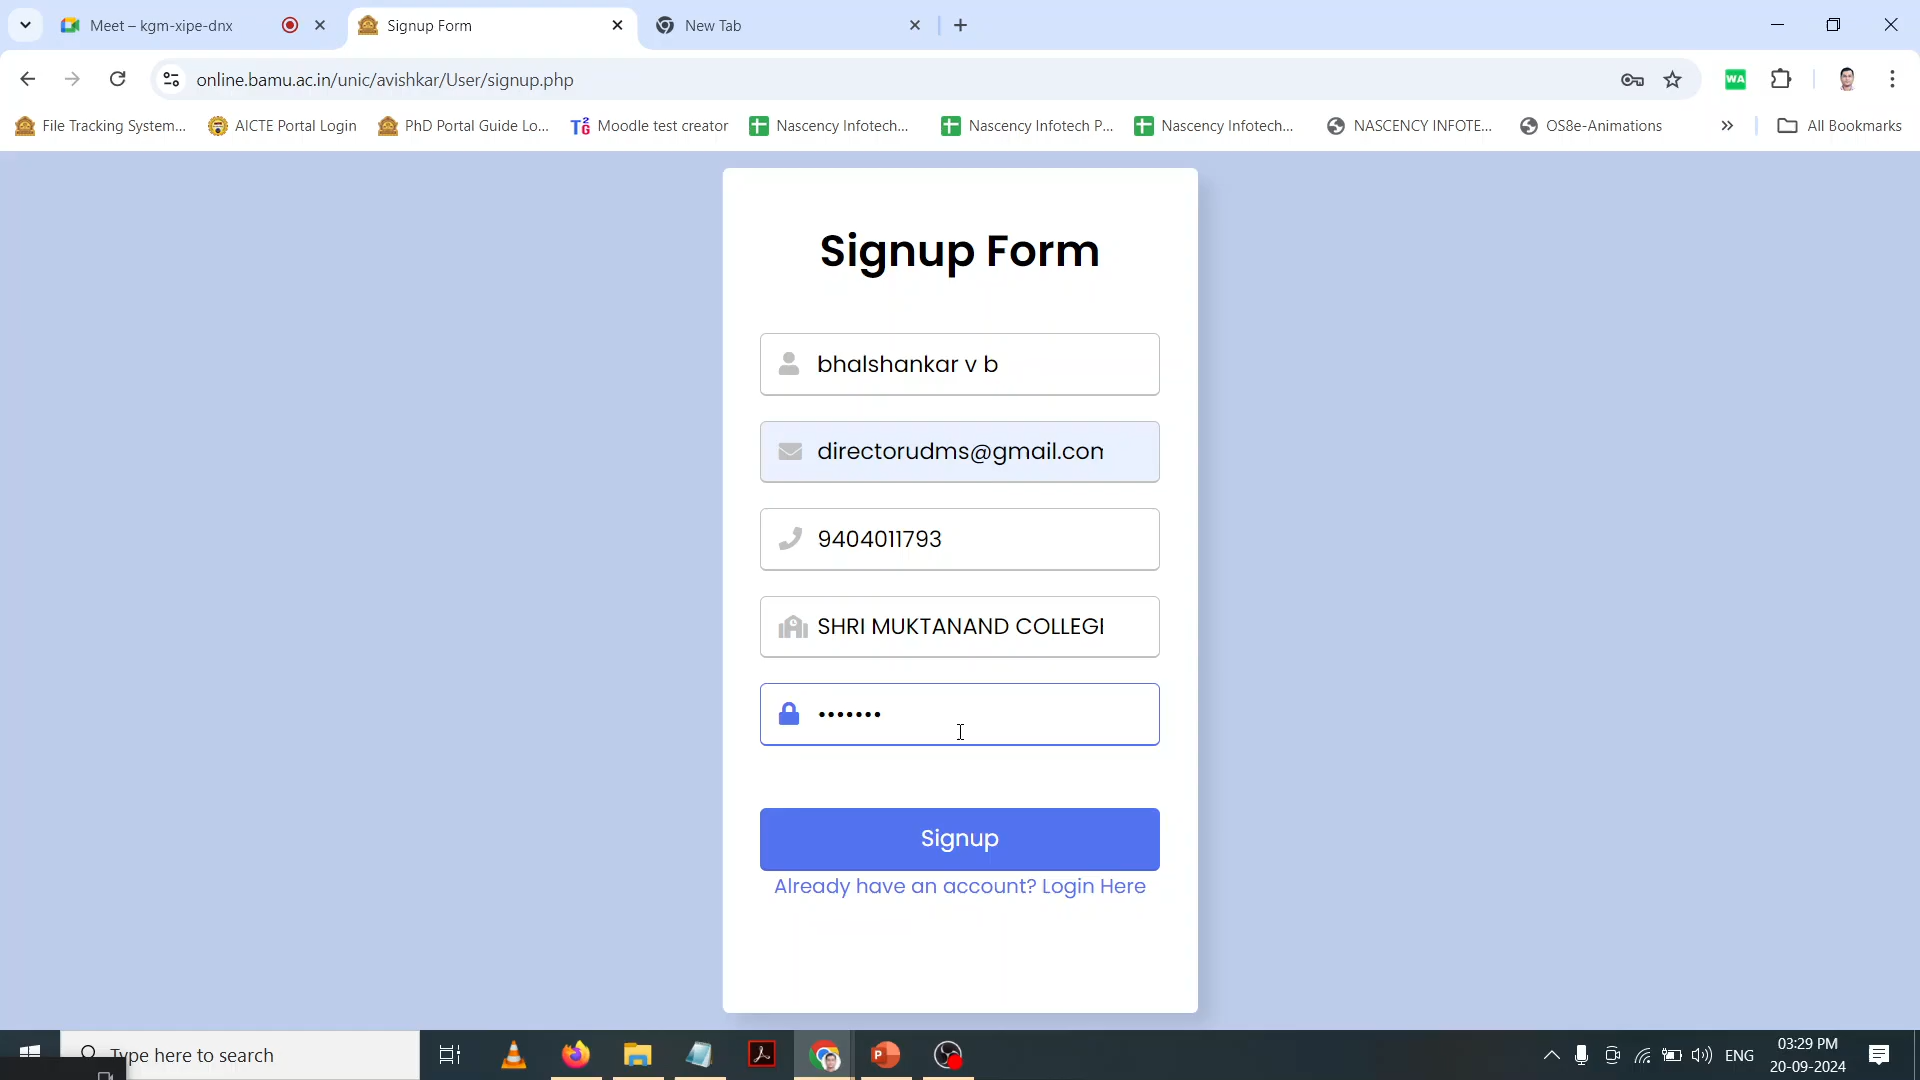 Meet – kgm-xipe-dnx
Signup Form
New Tab
online.bamu.ac.in/unic/avishkar/User/signup.php
WA
File Tracking System...
AICTE Portal Login
PhD Portal Guide Lo...
Moodle test creator
Nascency Infotech...
Nascency Infotech P...
Nascency Infotech...
NASCENCY INFOTE...
OS8e-Animations
All Bookmarks
Signup Form
bhalshankar v b
directorudms@gmail.com
9404011793
SHRI MUKTANAND COLLEGE
•••••••
Signup
Already have an account? Login Here
Type here to search
ENG
03:29 PM
20-09-2024